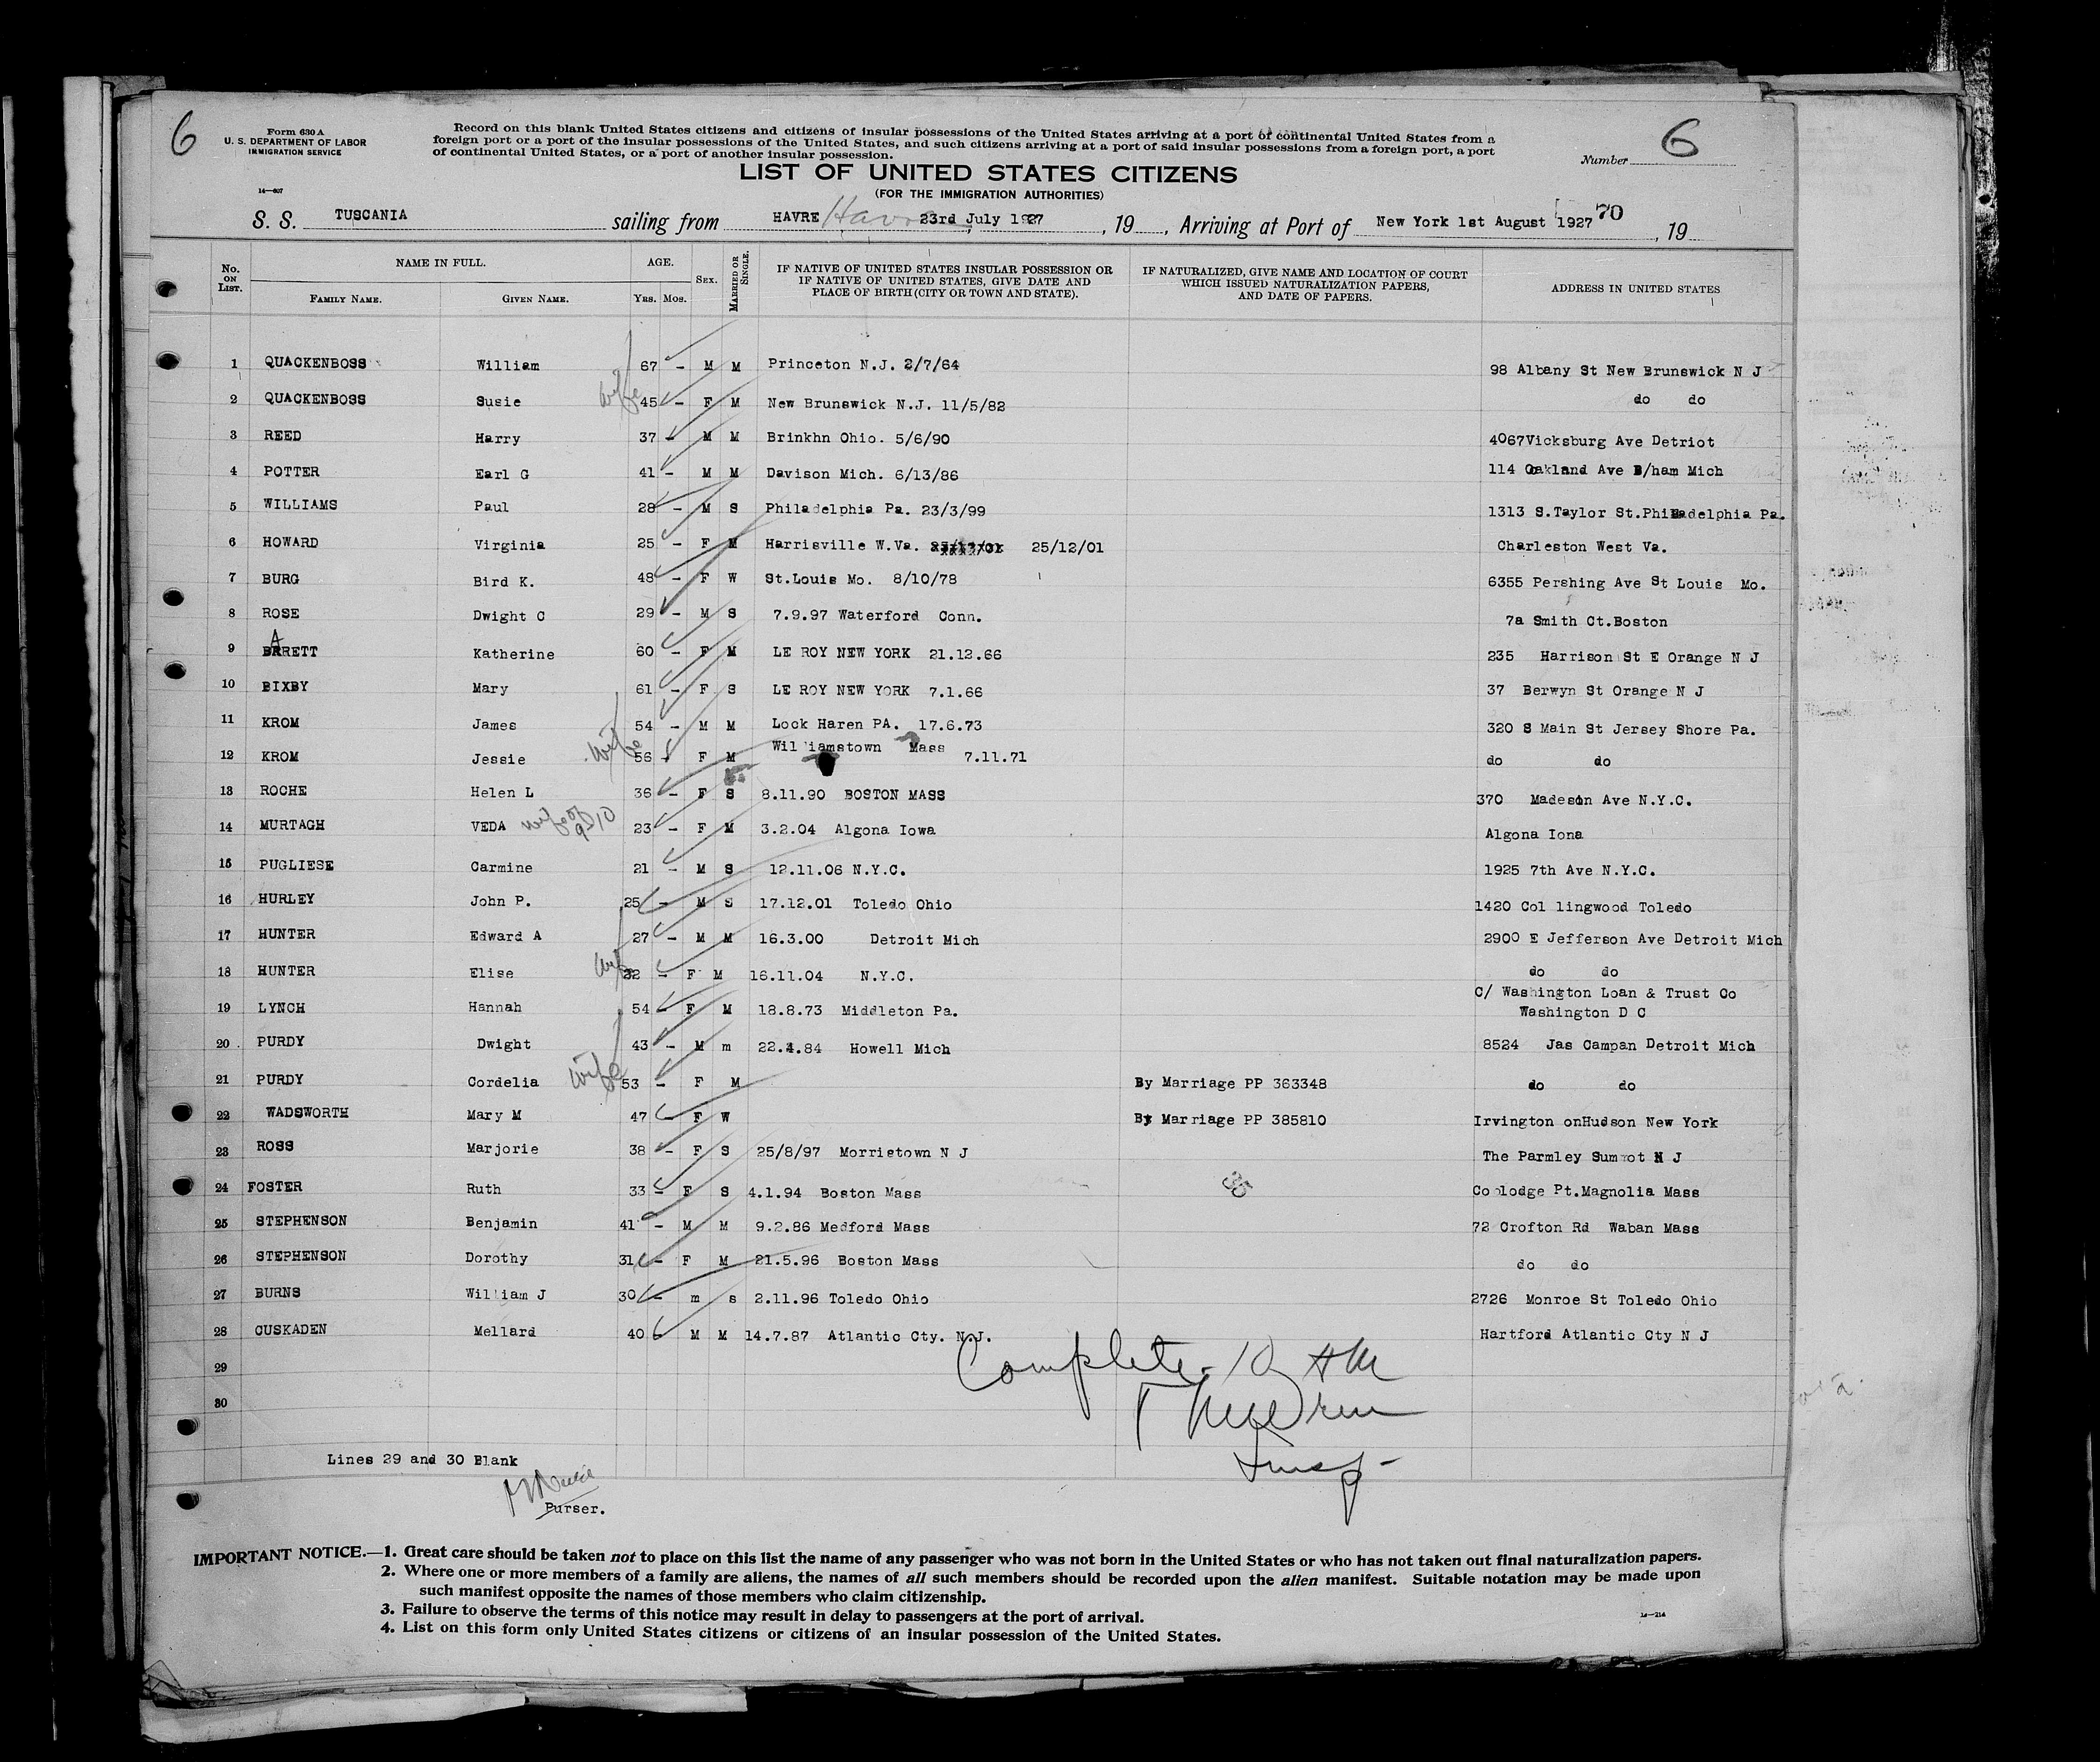 6
Form 630 A
U. S. DEPARTMENT OF LABOR
IMMIGRATION SERVICE
14—607
Record on this blank United States citizens and citizens of insular possessions of the United States arriving at a port of continental United States from a
foreign port or a port of the insular possessions of the United States, and such citizens arriving at a port of said insular possessions from a foreign port, a port
of continental United States, or a port of another insular possession.
Number 6
LIST OF UNITED STATES CITIZENS
(FOR THE IMMIGRATION AUTHORITIES)
S. S. TUSCANIA sailing from HAVRE Havre 23rd July 1927, 19 , Arriving at Port of New York 1st August 1927 70, 19
No. ON LIST. NAME IN FULL. AGE. SEX. MARRIED OR SINGLE. IF NATIVE OF UNITED STATES INSULAR POSSESSION OR IF NATIVE OF UNITED STATES, GIVE DATE AND PLACE OF BIRTH (CITY OR TOWN AND STATE). IF NATURALIZED, GIVE NAME AND LOCATION OF COURT WHICH ISSUED NATURALIZATION PAPERS, AND DATE OF PAPERS. ADDRESS IN UNITED STATES
FAMILY NAME. GIVEN NAME. YRS. MOS.
1 QUACKENBOSS William 67 - M M Princeton N.J. 2/7/64 98 Albany St New Brunswick N J
2 QUACKENBOSS Susie wife 45 - F M New Brunswick N.J. 11/5/82 do do
3 REED Harry 37 - M M Brinkhn Ohio. 5/6/90 4067Vicksburg Ave Detriot
4 POTTER Earl G 41 - M M Davison Mich. 6/13/86 114 Oakland Ave B/ham Mich
5 WILLIAMS Paul 28 - M S Philadelphia Pa. 23/3/99 1313 S.Taylor St.Philadelphia Pa.
6 HOWARD Virginia 25 - F M Harrisville W.Va. 25/12/01 Charleston West Va.
7 BURG Bird K. 48 - F W St.Louis Mo. 8/10/78 6355 Pershing Ave St Louis Mo.
8 ROSE Dwight C 29 - M S 7.9.97 Waterford Conn. 7a Smith Ct.Boston
9 BARRETT Katherine 60 - F M LE ROY NEW YORK 21.12.66 235 Harrison St E Orange N J
10 BIXBY Mary 61 - F S LE ROY NEW YORK 7.1.66 37 Berwyn St Orange N J
11 KROM James 54 - M M Lock Haren PA. 17.6.73 320 S Main St Jersey Shore Pa.
12 KROM Jessie wife 56 - F M Williamstown Mass 7.11.71 do do
13 ROCHE Helen L 36 - F S 8.11.90 BOSTON MASS 370 Madeson Ave N.Y.C.
14 MURTAGH VEDA wife of 9510 23 - F M 3.2.04 Algona Iowa Algona Iona
15 PUGLIESE Carmine 21 - M S 12.11.06 N.Y.C. 1925 7th Ave N.Y.C.
16 HURLEY John P. 25 - M S 17.12.01 Toledo Ohio 1420 Col lingwood Toledo
17 HUNTER Edward A 27 - M M 16.3.00 Detroit Mich 2900 E Jefferson Ave Detroit Mich
18 HUNTER Elise wife 22 - F M 16.11.04 N.Y.C. do do
19 LYNCH Hannah 54 - F M 18.8.73 Middleton Pa. C/ Washington Loan & Trust Co
Washington D C
20 PURDY Dwight 43 - M m 22.4.84 Howell Mich 8524 Jas Campan Detroit Mich
21 PURDY Cordelia wife 53 - F M By Marriage PP 363348 do do
22 WADSWORTH Mary M 47 - F W By Marriage PP 385810 Irvington onHudson New York
23 ROSS Marjorie 38 - F S 25/8/97 Morristown N J The Parmley Summot N J
24 FOSTER Ruth 33 - F S 4.1.94 Boston Mass 35 Coolodge Pt.Magnolia Mass
25 STEPHENSON Benjamin 41 - M M 9.2.86 Medford Mass 72 Crofton Rd Waban Mass
26 STEPHENSON Dorothy 31 - F M 21.5.96 Boston Mass do do
27 BURNS William J 30 - m s 2.11.96 Toledo Ohio 2726 Monroe St Toledo Ohio
28 CUSKADEN Mellard 40 - M M 14.7.87 Atlantic Cty. N.J. Hartford Atlantic Cty N J
29
30
Complete
Insp
Lines 29 and 30 Blank
Purser.
IMPORTANT NOTICE.—1. Great care should be taken not to place on this list the name of any passenger who was not born in the United States or who has not taken out final naturalization papers.
2. Where one or more members of a family are aliens, the names of all such members should be recorded upon the alien manifest. Suitable notation may be made upon
such manifest opposite the names of those members who claim citizenship.
3. Failure to observe the terms of this notice may result in delay to passengers at the port of arrival.
4. List on this form only United States citizens or citizens of an insular possession of the United States.
14—214